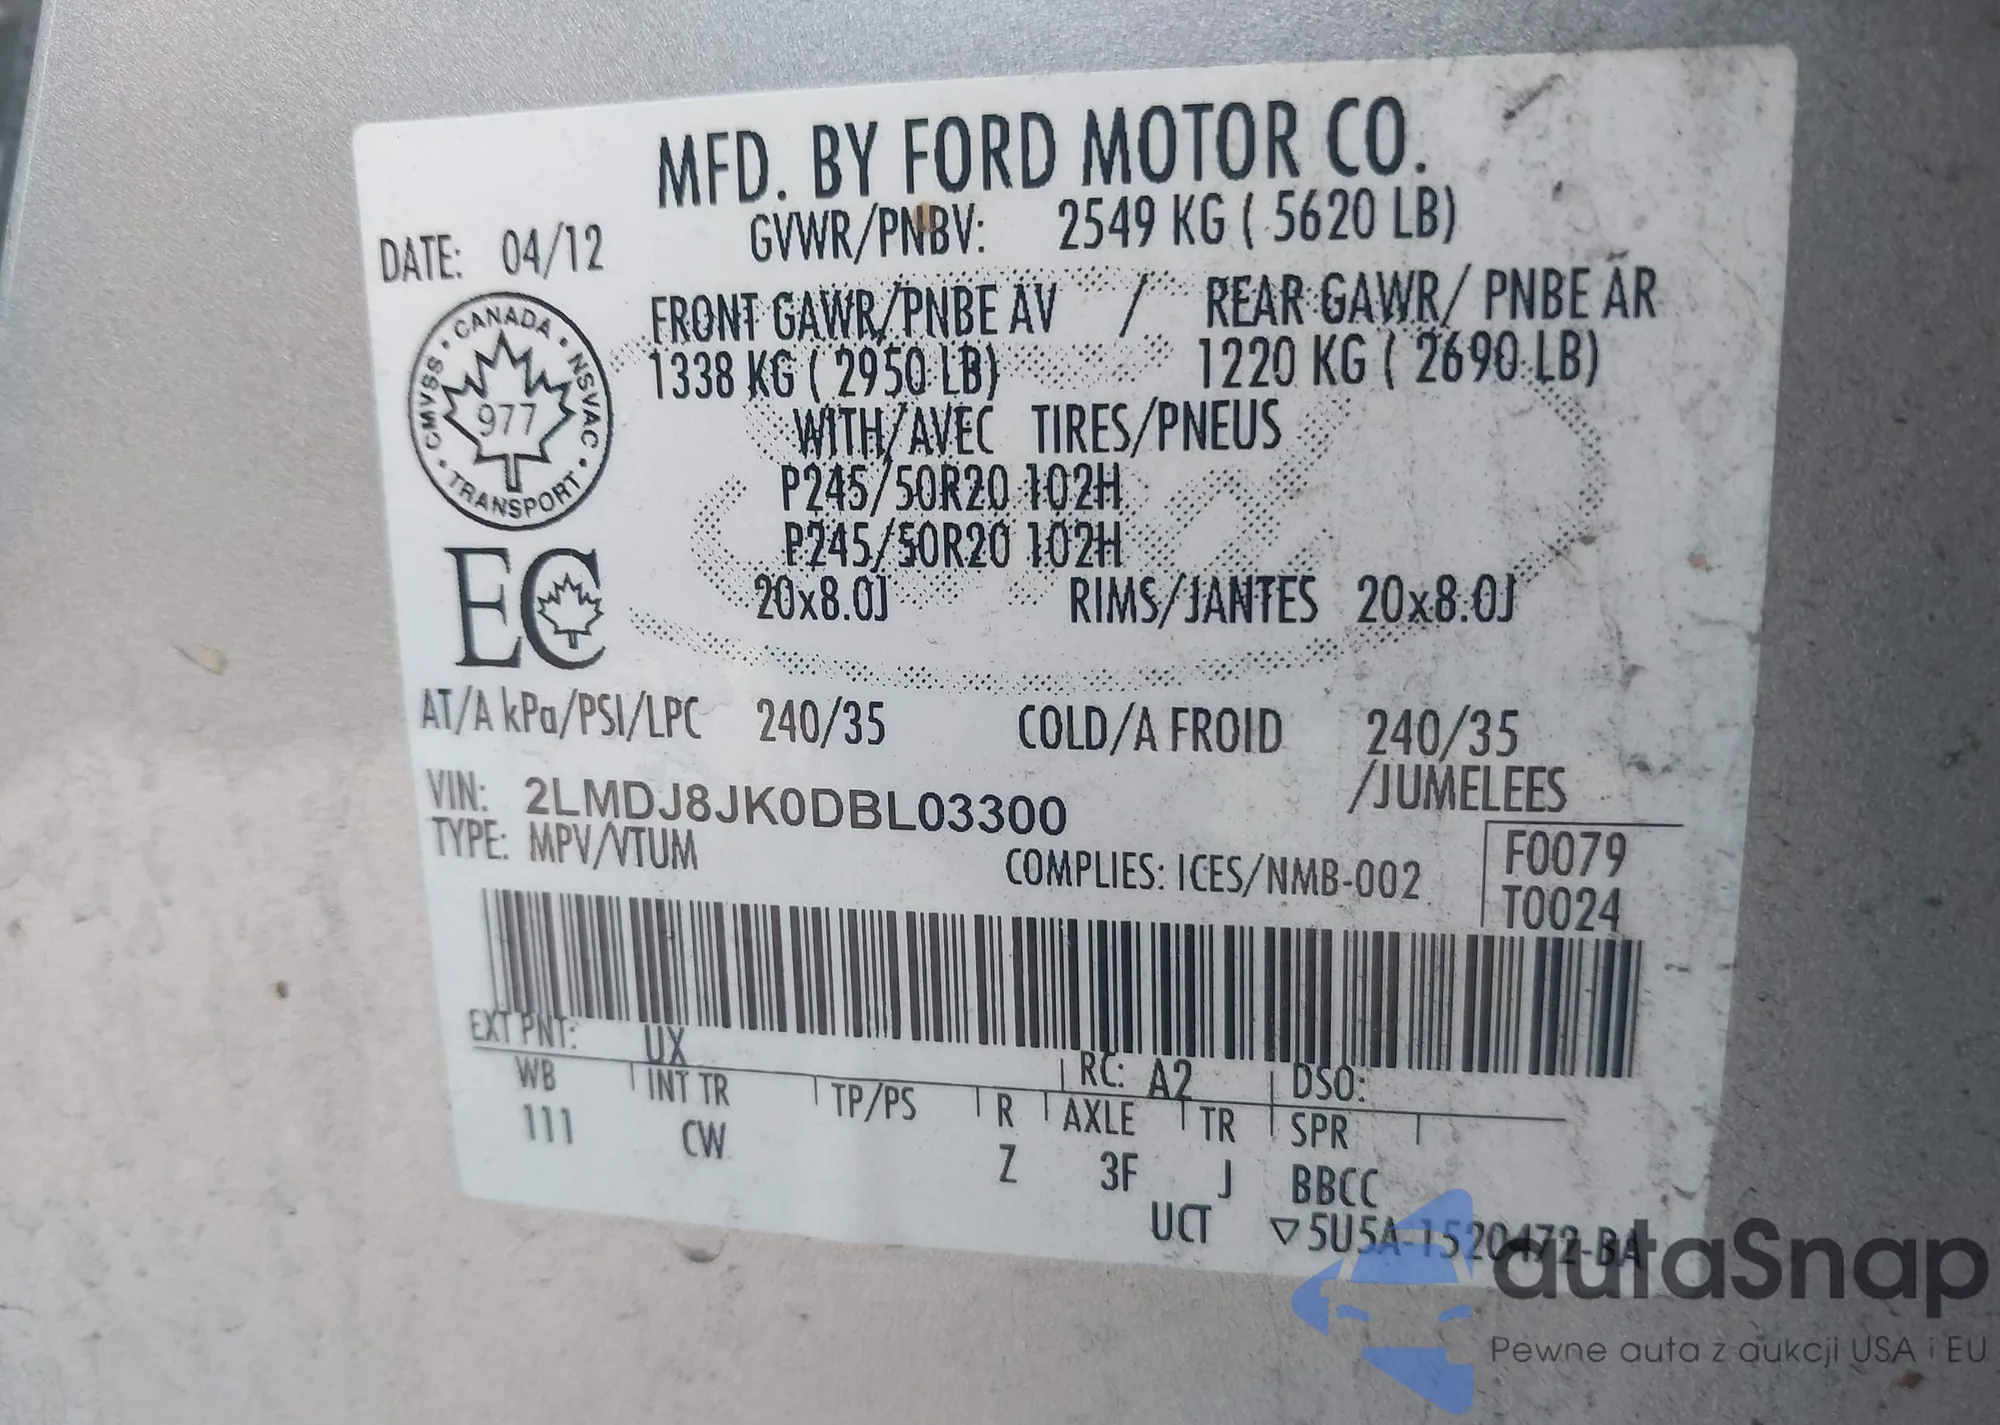 MFD. BY FORD MOTOR CO.
DATE: 04/12
GVWR/PNBV: 2549 KG ( 5620 LB)
FRONT GAWR/PNBE AV / REAR GAWR/ PNBE AR
1338 KG ( 2950 LB) 1220 KG ( 2690 LB)
WITH/AVEC TIRES/PNEUS
P245/50R20 102H
P245/50R20 102H
20x8.0J RIMS/JANTES 20x8.0J
CANADA • NSVAC • TRANSPORT • CMVSS •
977
EC
AT/A kPa/PSI/LPC 240/35 COLD/A FROID 240/35
/JUMELEES
VIN: 2LMDJ8JK0DBL03300
TYPE: MPV/VTUM
COMPLIES: ICES/NMB-002
F0079
T0024
EXT PNT: UX RC: A2 DSO:
WB INT TR TP/PS R AXLE TR SPR
111 CW Z 3F J BBCC
UCT ▽5U5A-1520472-BA
autaSnap
Pewne auta z aukcji USA i EU